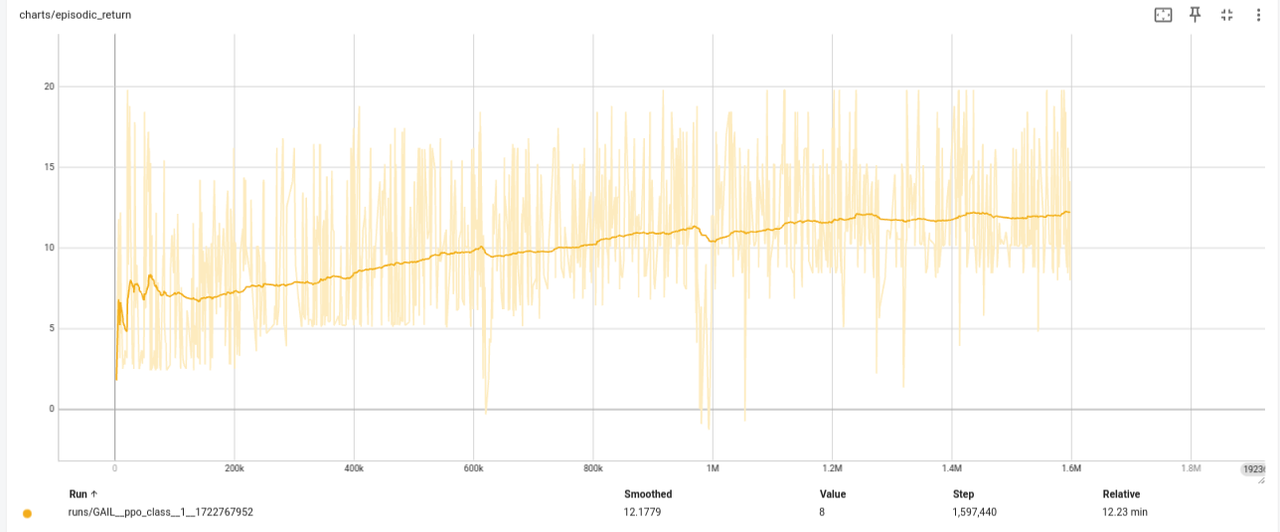 charts/episodic_return
20
15
10
5
0
0 200k 400k 600k 800k 1M 1.2M 1.4M 1.6M 1.8M 1923
Run ↑ Smoothed Value Step Relative
runs/GAIL__ppo_class__1__1722767952 12.1779 8 1,597,440 12.23 min